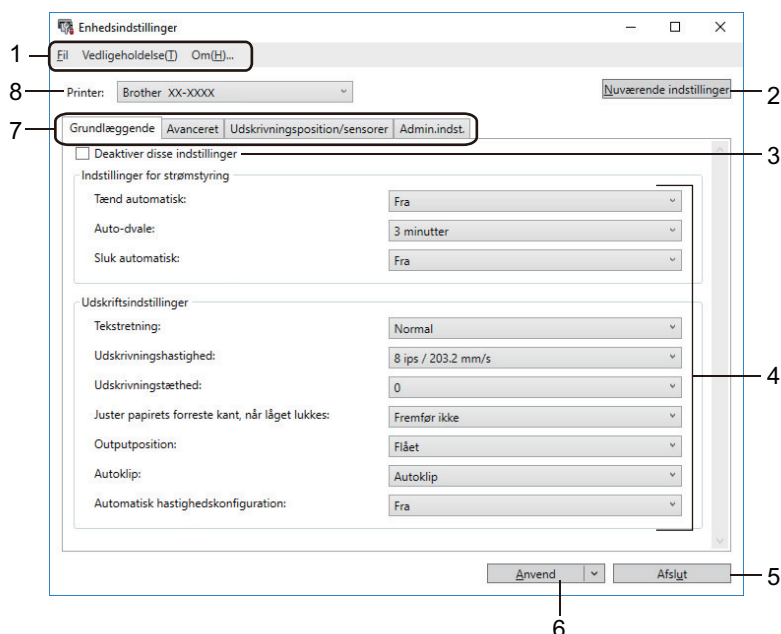 Enhedsindstillinger
1
Fil Vedligeholdelse(T) Om(H)...
8
Printer: Brother XX-XXXX
Nuværende indstillinger
2
7
Grundlæggende Avanceret Udskrivningsposition/sensorer Admin.indst.
Deaktiver disse indstillinger
3
Indstillinger for strømstyring
Tænd automatisk: Fra
Auto-dvale: 3 minutter
Sluk automatisk: Fra
Udskriftsindstillinger
Tekstretning: Normal
Udskrivningshastighed: 8 ips / 203.2 mm/s
4
Udskrivningstæthed: 0
Juster papirets forreste kant, når låget lukkes: Fremfør ikke
Outputposition: Flået
Autoklip: Autoklip
Automatisk hastighedskonfiguration: Fra
Anvend Afslut
5
6